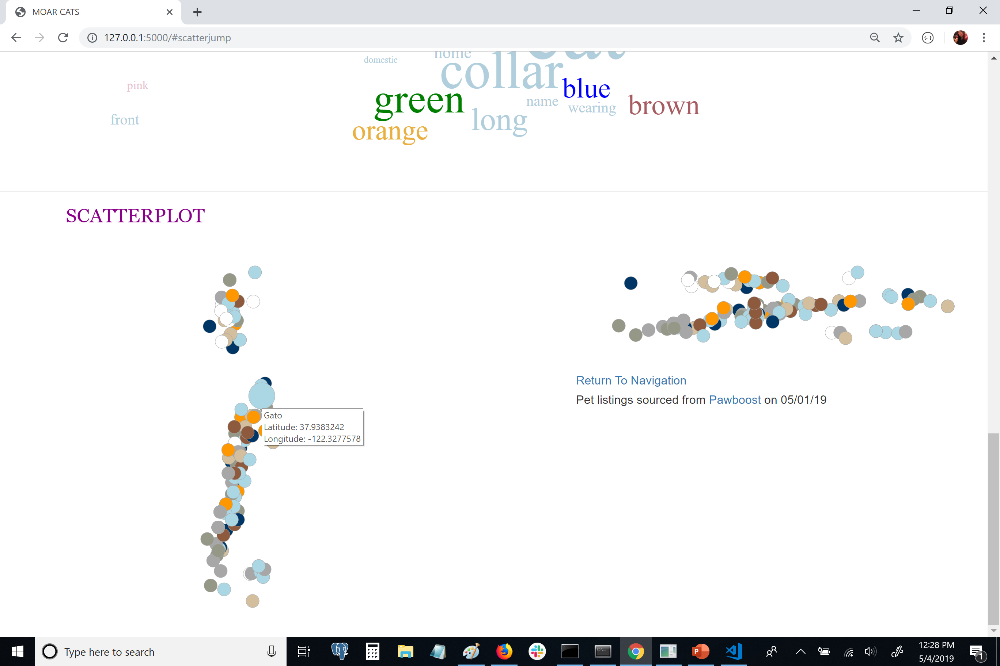 MOAR CATS
127.0.0.1:5000/#scatterjump
home
cat
domestic
collar
pink
blue
green
name
wearing
brown
front
long
orange
SCATTERPLOT
Return To Navigation
Pet listings sourced from Pawboost on 05/01/19
Gato
Latitude: 37.9383242
Longitude: -122.3277578
Type here to search
12:28 PM
5/4/2019
1